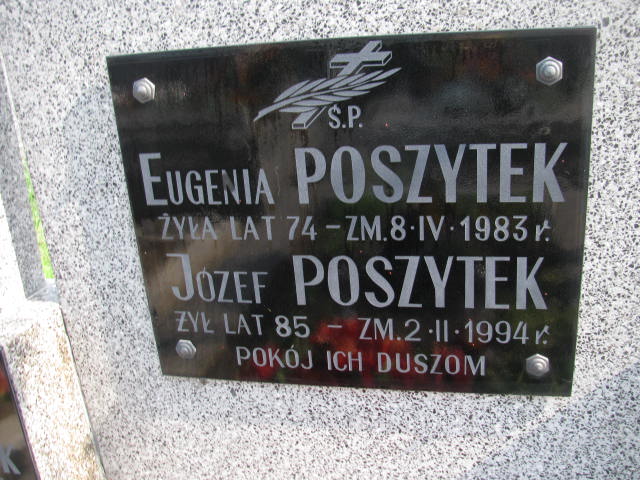 Ś.P.
EUGENIA POSZYTEK
ŻYŁA LAT 74 – ZM. 8·IV·1983 r.
JÓZEF POSZYTEK
ŻYŁ LAT 85 – ZM. 2·II·1994 r.
POKÓJ ICH DUSZOM
K